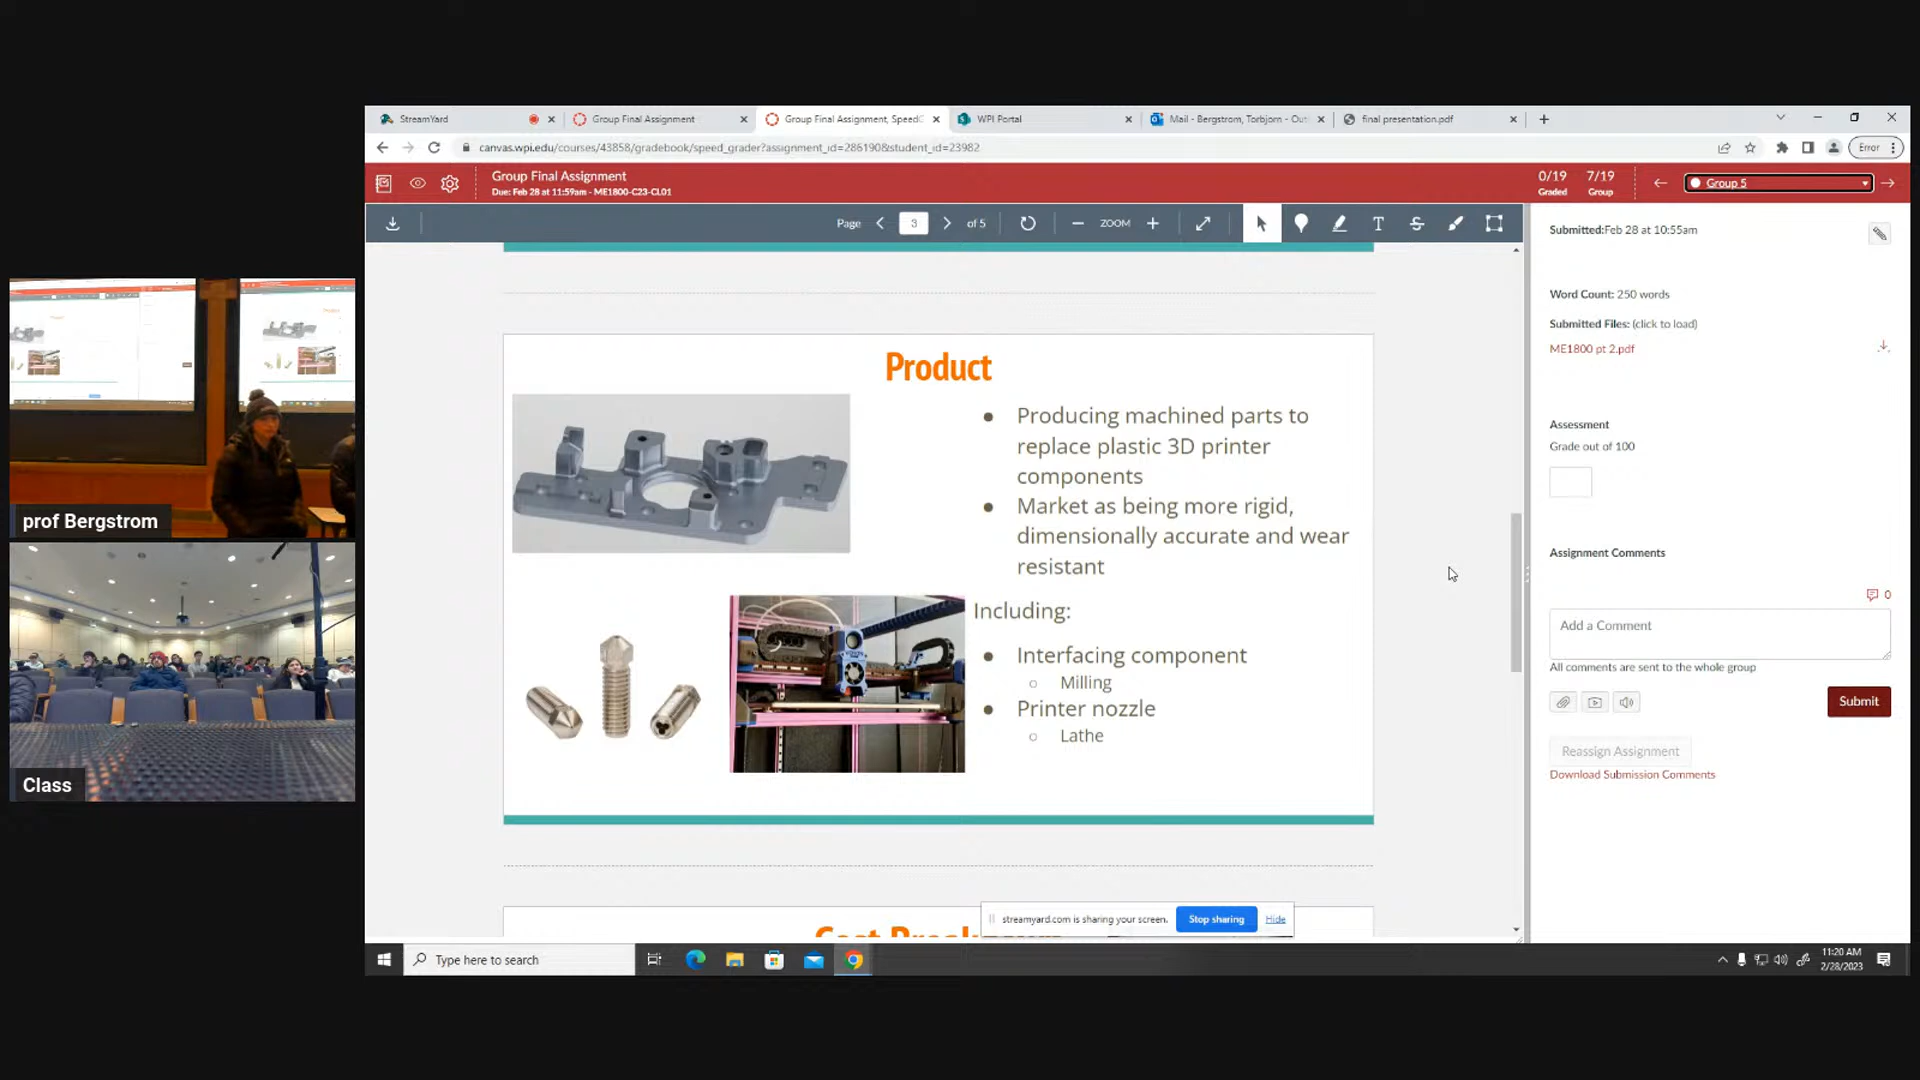 StreamYard
Group Final Assignment
Group Final Assignment, SpeedG
WPI Portal
Mail - Bergstrom, Torbjorn - Out
final presentation.pdf
canvas.wpi.edu/courses/43858/gradebook/speed_grader?assignment_id=286190&student_id=23982
Error
Group Final Assignment
Due: Feb 28 at 11:59am - ME1800-C23-CL01
0/19
Graded
7/19
Group
Group 5
Page
3
of 5
ZOOM
Product
Producing machined parts to
replace plastic 3D printer
components
Market as being more rigid,
dimensionally accurate and wear
resistant
Including:
Interfacing component
Milling
Printer nozzle
Lathe
streamyard.com is sharing your screen.
Stop sharing
Hide
Submitted:Feb 28 at 10:55am
Word Count: 250 words
Submitted Files: (click to load)
ME1800 pt 2.pdf
Assessment
Grade out of 100
Assignment Comments
0
Add a Comment
All comments are sent to the whole group
Submit
Reassign Assignment
Download Submission Comments
Type here to search
11:20 AM
2/28/2023
prof Bergstrom
Class